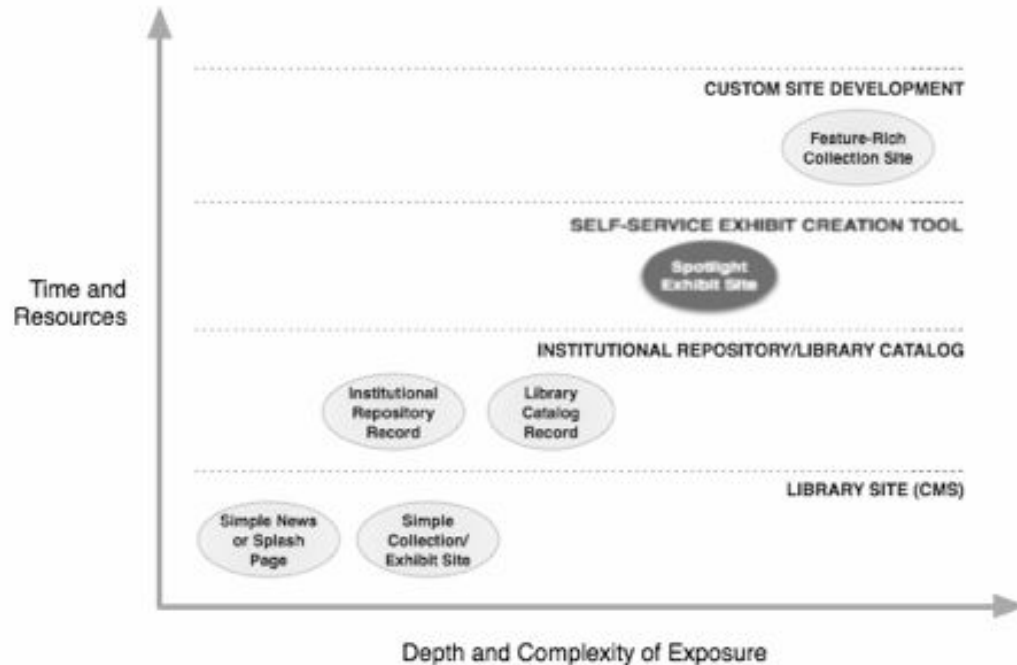 CUSTOM SITE DEVELOPMENT
Feature-Rich
Collection Site
SELF-SERVICE EXHIBIT CREATION TOOL
Spotlight
Exhibit Site
Time and
Resources
INSTITUTIONAL REPOSITORY/LIBRARY CATALOG
Institutional
Repository
Record
Library
Catalog
Record
LIBRARY SITE (CMS)
Simple News
or Splash
Page
Simple
Collection/
Exhibit Site
Depth and Complexity of Exposure